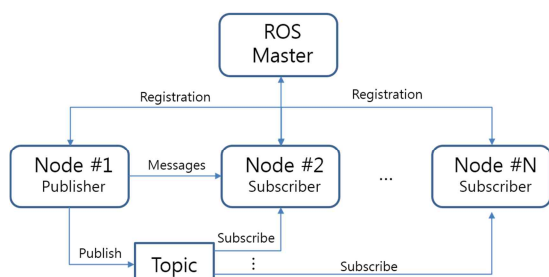 ROS
Master
Registration
Registration
Node #1
Publisher
Messages
Node #2
Subscriber
...
Node #N
Subscriber
Publish
Topic
Subscribe
⋮
Subscribe